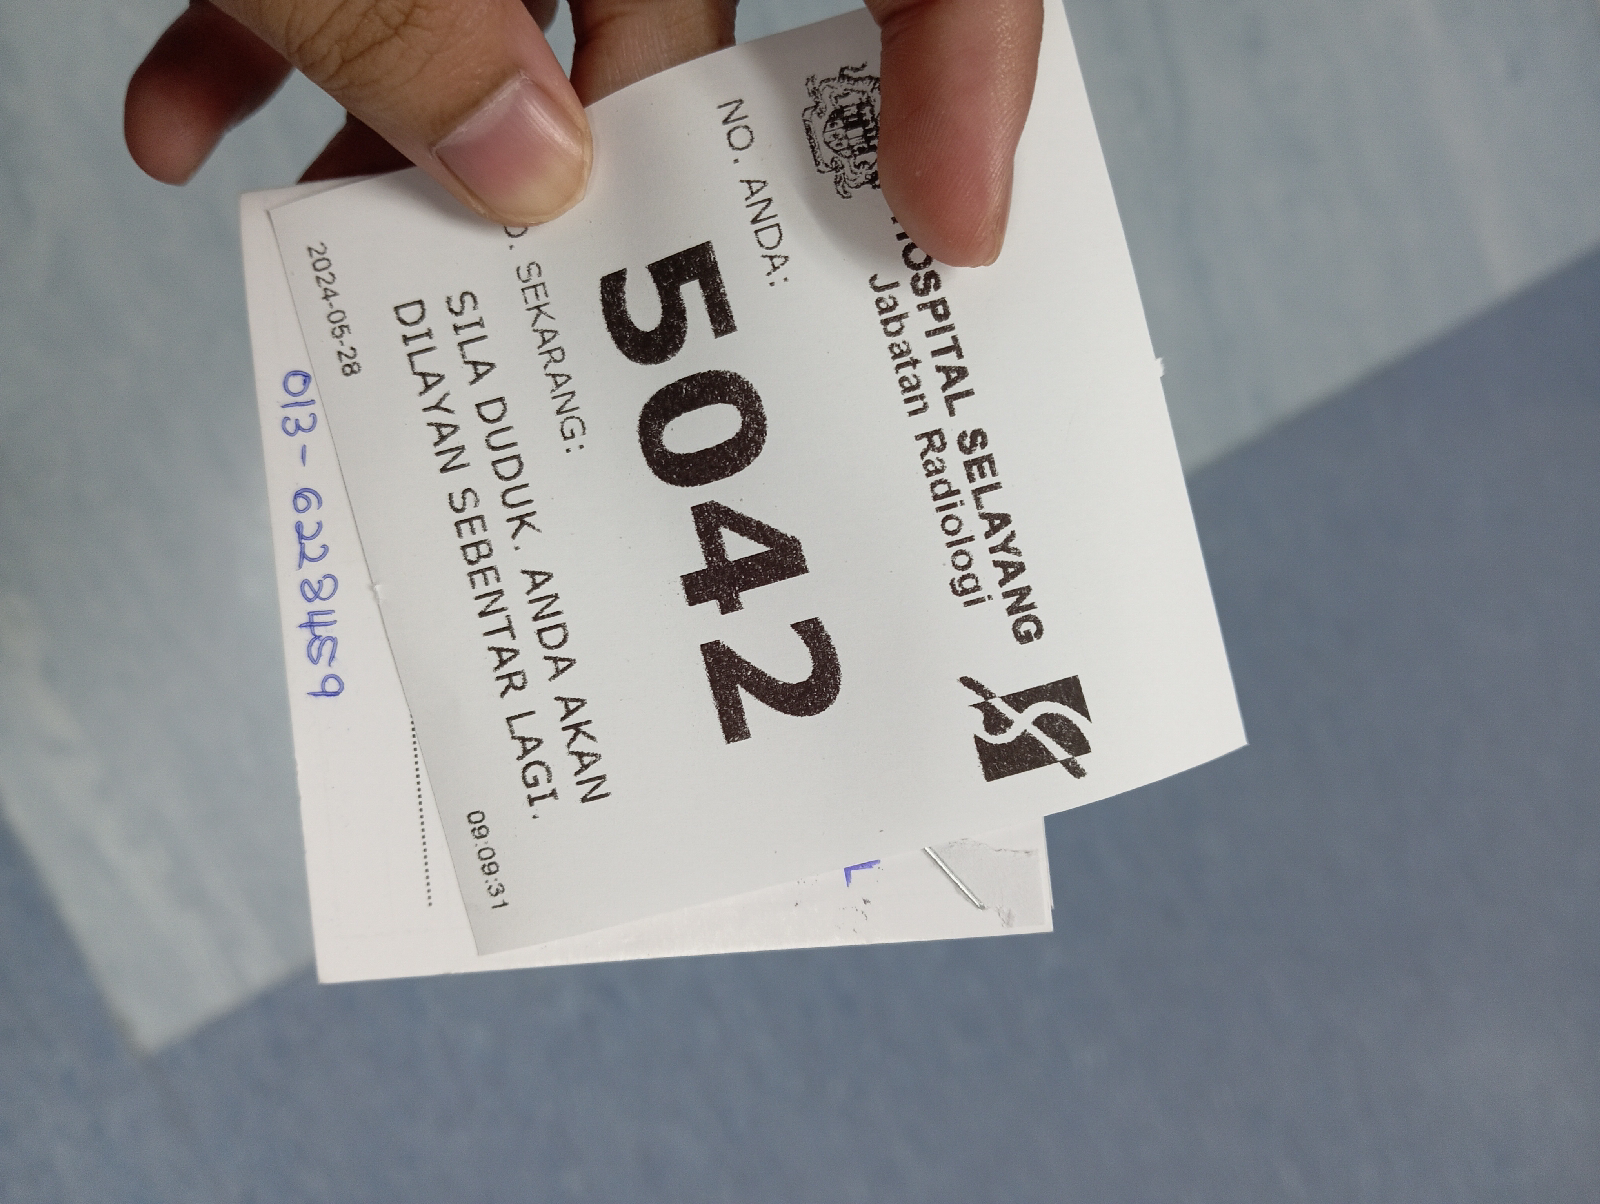 HOSPITAL SELAYANG
Jabatan Radiologi
NO. ANDA:
5042
SEKARANG:
SILA DUDUK. ANDA AKAN
DILAYAN SEBENTAR LAGI.
2024-05-28 09:09:31
013-6228459
L